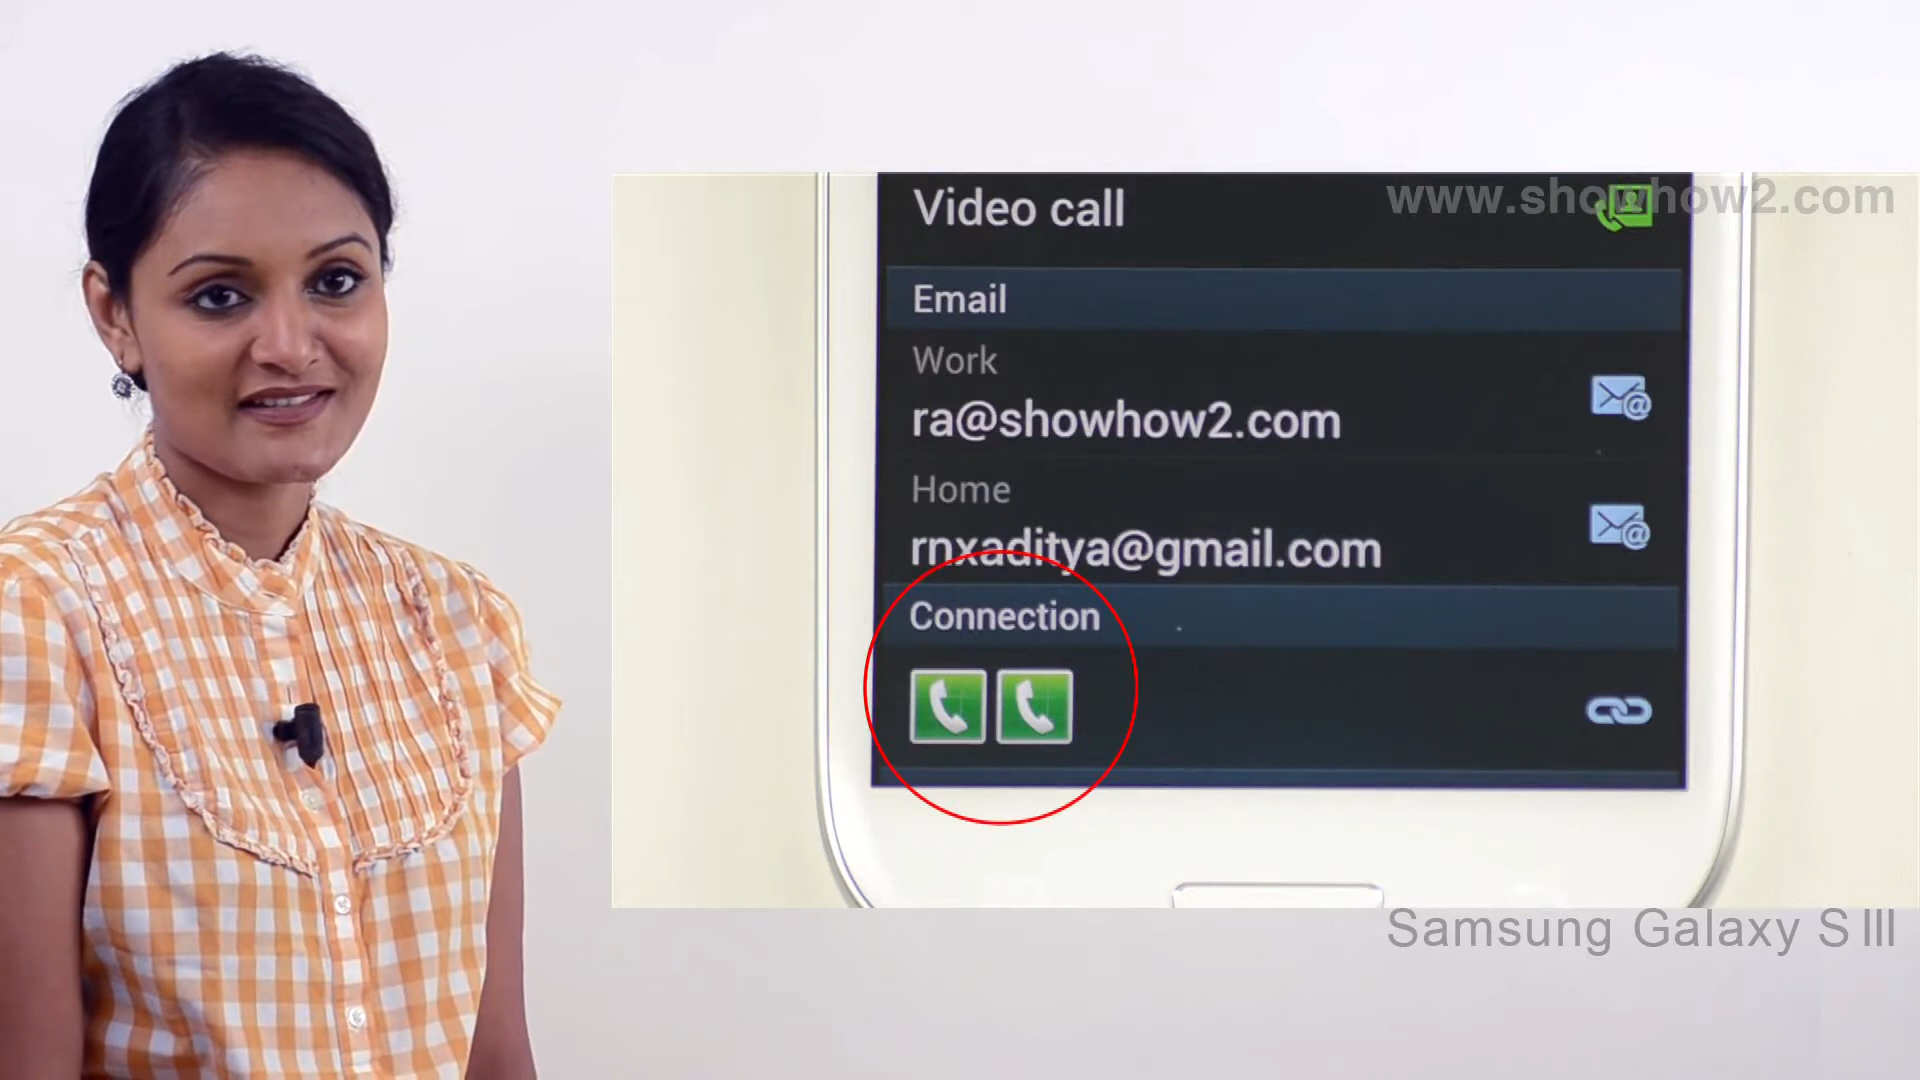 www.showhow2.com
Video call
Email
Work
ra@showhow2.com
Home
rnxaditya@gmail.com
Connection
Samsung Galaxy S III